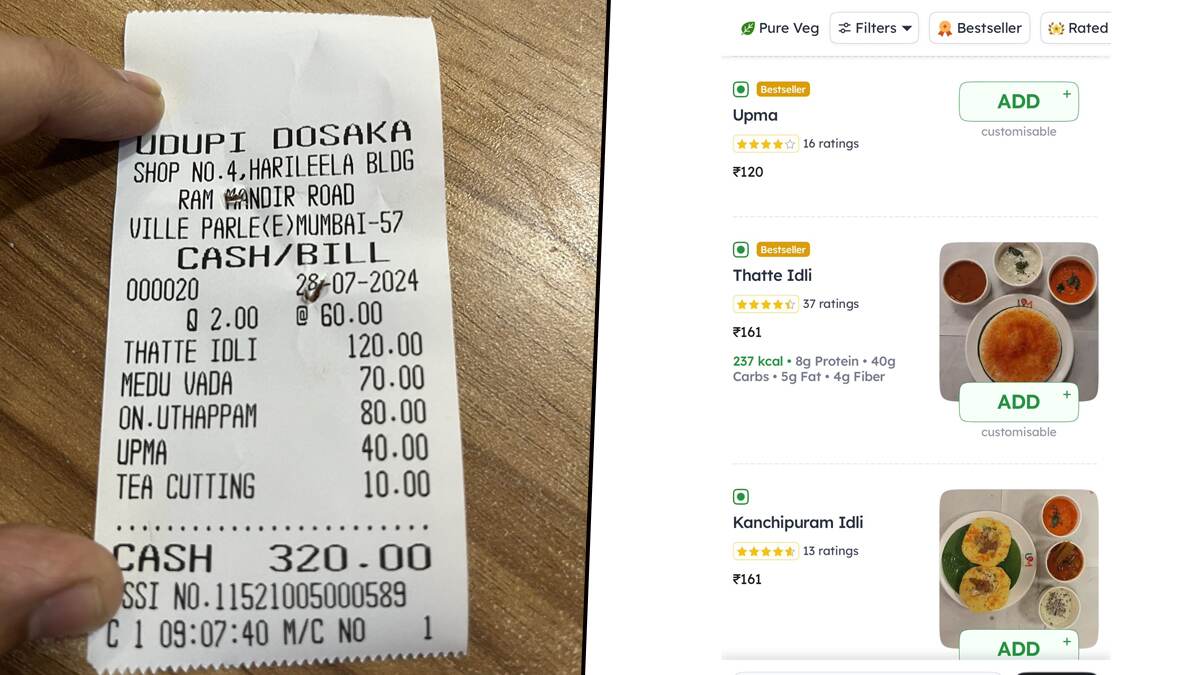 UDUPI DOSAKA
SHOP NO.4,HARILEELA BLDG
RAM MANDIR ROAD
VILLE PARLE(E)MUMBAI-57
CASH/BILL
000020 28-07-2024
Q 2.00 @ 60.00
THATTE IDLI 120.00
MEDU VADA 70.00
ON.UTHAPPAM 80.00
UPMA 40.00
TEA CUTTING 10.00
CASH 320.00
SSI NO.11521005000589
C 1 09:07:40 M/C NO 1
Pure Veg Filters Bestseller Rated
Bestseller
Upma
16 ratings
₹120
ADD +
customisable
Bestseller
Thatte Idli
37 ratings
₹161
237 kcal • 8g Protein • 40g
Carbs • 5g Fat • 4g Fiber
ADD +
customisable
Kanchipuram Idli
13 ratings
₹161
ADD +